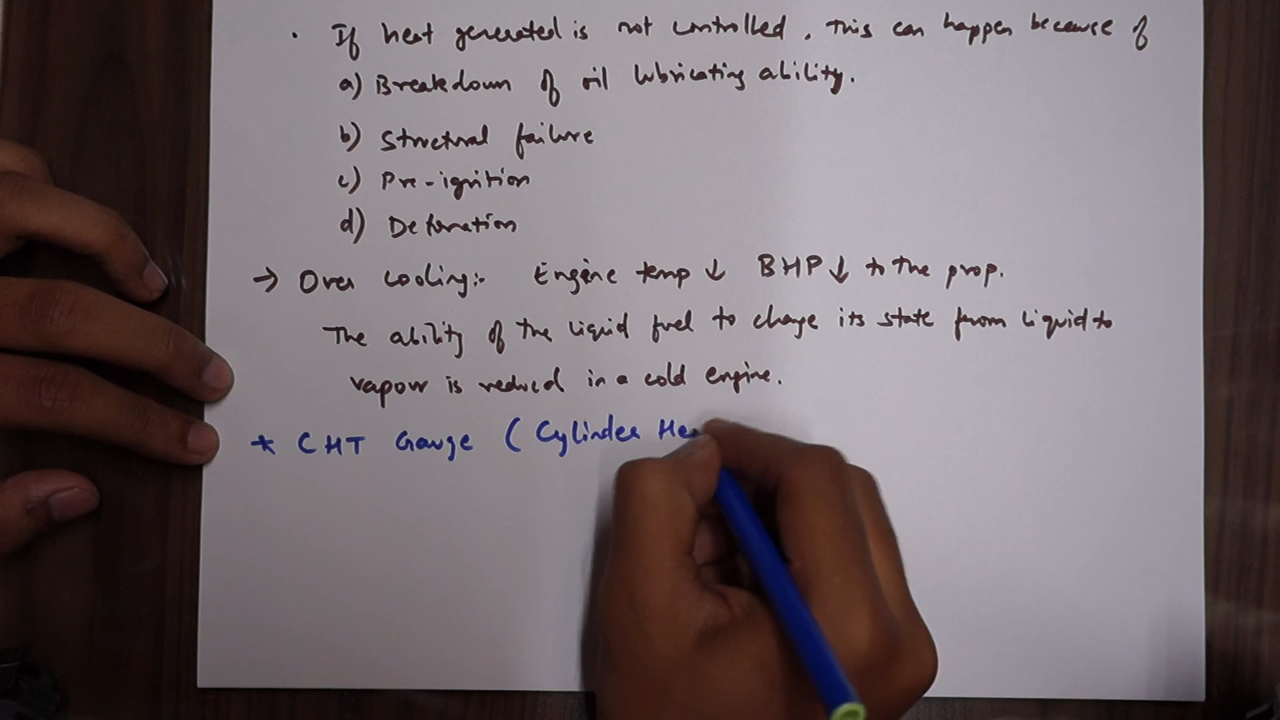 . If heat generated is not controlled. This can happen because of
a) Breakdown of oil lubricating ability.
b) Structural failure
c) Pre-ignition
d) Detonation
→ Over cooling:- Engine temp ↓ BHP ↓ to the prop.
The ability of the liquid fuel to change its state from liquid to
vapour is reduced in a cold engine.
* CHT Gauge ( Cylinder Hea